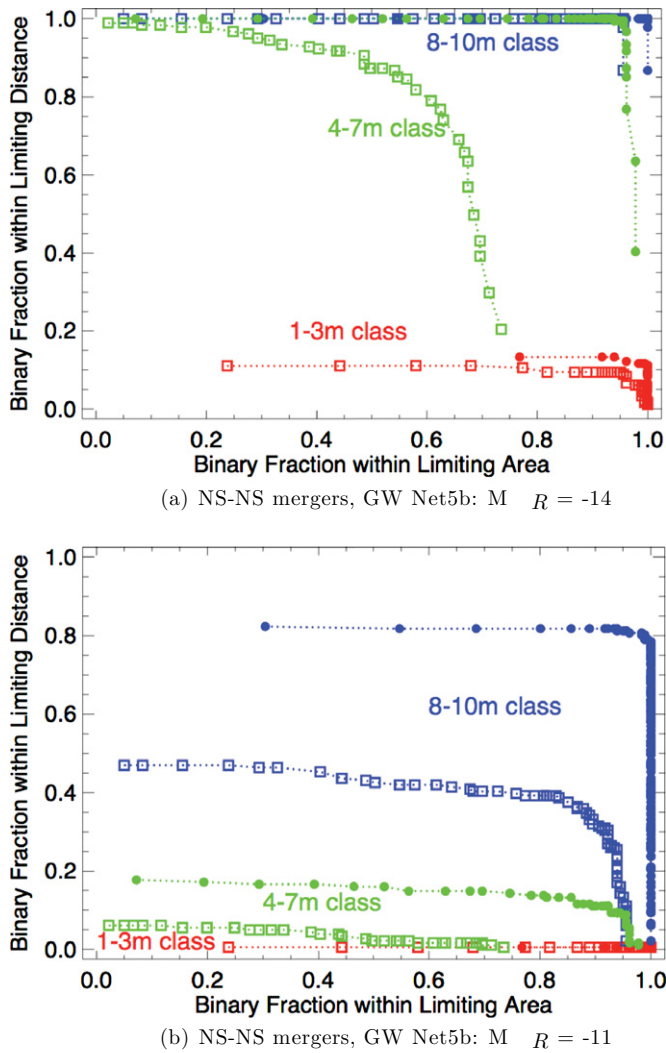 1.0
0.8
0.6
0.4
0.2
0.0
Binary Fraction within Limiting Distance
8-10m class
4-7m class
1-3m class
0.0 0.2 0.4 0.6 0.8 1.0
Binary Fraction within Limiting Area
(a) NS-NS mergers, GW Net5b: M R = -14
1.0
0.8
0.6
0.4
0.2
0.0
Binary Fraction within Limiting Distance
8-10m class
4-7m class
1-3m class
0.0 0.2 0.4 0.6 0.8 1.0
Binary Fraction within Limiting Area
(b) NS-NS mergers, GW Net5b: M R = -11